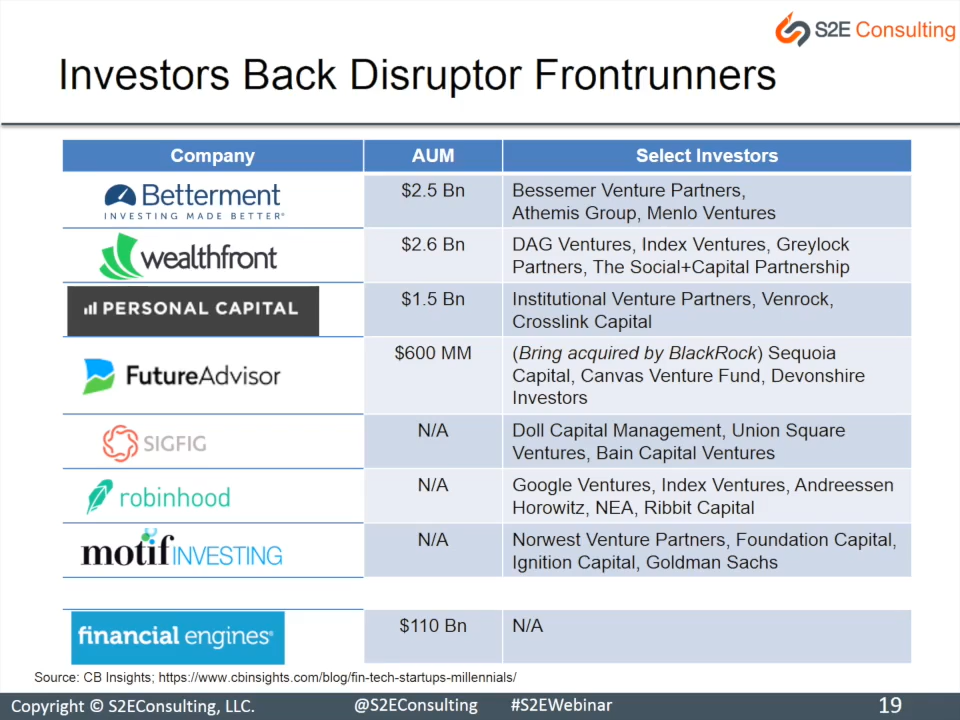 S2E Consulting
Investors Back Disruptor Frontrunners
Company AUM Select Investors
Betterment
INVESTING MADE BETTER®
$2.5 Bn
Bessemer Venture Partners,
Athemis Group, Menlo Ventures
wealthfront
$2.6 Bn
DAG Ventures, Index Ventures, Greylock
Partners, The Social+Capital Partnership
PERSONAL CAPITAL
$1.5 Bn
Institutional Venture Partners, Venrock,
Crosslink Capital
FutureAdvisor
$600 MM
(Bring acquired by BlackRock) Sequoia
Capital, Canvas Venture Fund, Devonshire
Investors
SIGFIG
N/A
Doll Capital Management, Union Square
Ventures, Bain Capital Ventures
robinhood
N/A
Google Ventures, Index Ventures, Andreessen
Horowitz, NEA, Ribbit Capital
motif INVESTING
N/A
Norwest Venture Partners, Foundation Capital,
Ignition Capital, Goldman Sachs
financial engines®
$110 Bn
N/A
Source: CB Insights; https://www.cbinsights.com/blog/fin-tech-startups-millennials/
Copyright © S2EConsulting, LLC. @S2EConsulting #S2EWebinar 19